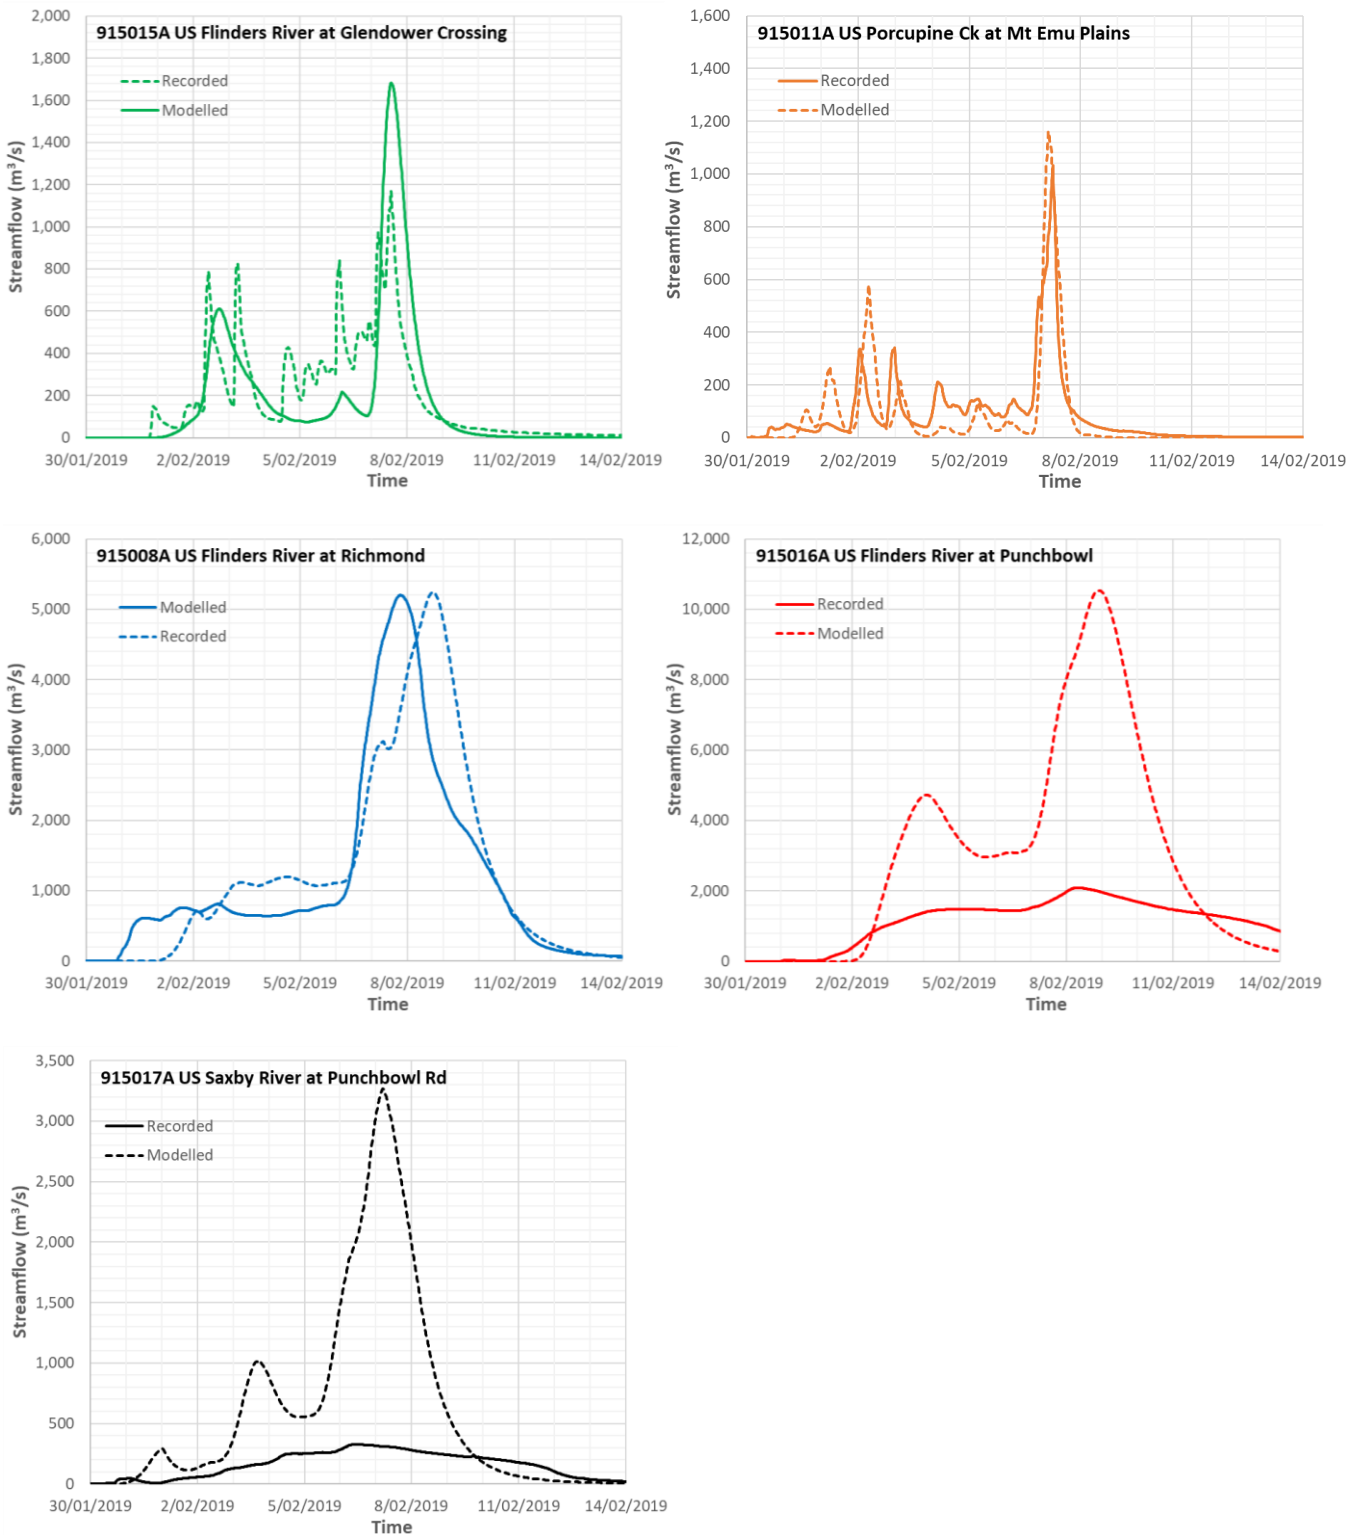 915015A US Flinders River at Glendower Crossing
Recorded
Modelled
Streamflow (m³/s)
2,000
1,800
1,600
1,400
1,200
1,000
800
600
400
200
0
30/01/2019 2/02/2019 5/02/2019 8/02/2019 11/02/2019 14/02/2019
Time
915011A US Porcupine Ck at Mt Emu Plains
Recorded
Modelled
Streamflow (m³/s)
1,600
1,400
1,200
1,000
800
600
400
200
0
30/01/2019 2/02/2019 5/02/2019 8/02/2019 11/02/2019 14/02/2019
Time
915008A US Flinders River at Richmond
Modelled
Recorded
Streamflow (m³/s)
6,000
5,000
4,000
3,000
2,000
1,000
0
30/01/2019 2/02/2019 5/02/2019 8/02/2019 11/02/2019 14/02/2019
Time
915016A US Flinders River at Punchbowl
Recorded
Modelled
Streamflow (m³/s)
12,000
10,000
8,000
6,000
4,000
2,000
0
30/01/2019 2/02/2019 5/02/2019 8/02/2019 11/02/2019 14/02/2019
Time
915017A US Saxby River at Punchbowl Rd
Recorded
Modelled
Streamflow (m³/s)
3,500
3,000
2,500
2,000
1,500
1,000
500
0
30/01/2019 2/02/2019 5/02/2019 8/02/2019 11/02/2019 14/02/2019
Time